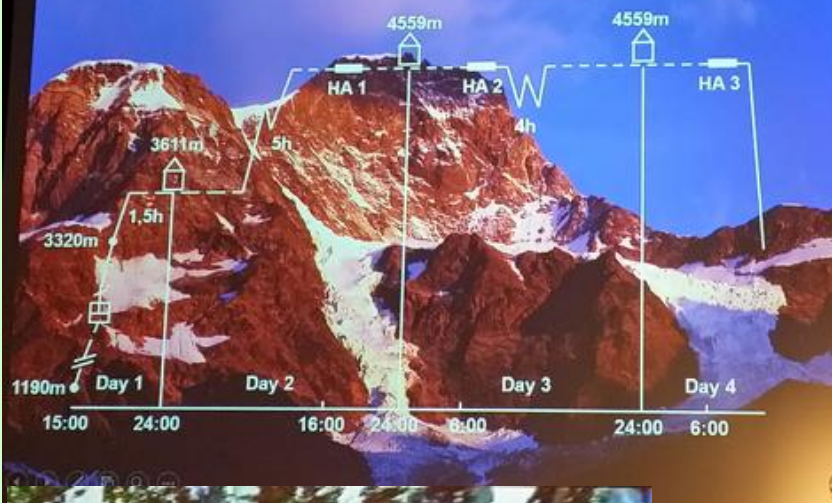 4559m
4559m
HA 1
HA 2
HA 3
4h
3611m
5h
1,5h
3320m
1190m
Day 1
Day 2
Day 3
Day 4
15:00
24:00
16:00
24:00
6:00
24:00
6:00